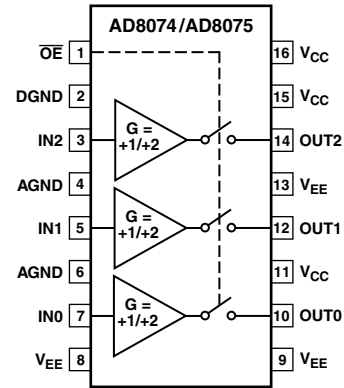 AD8074/AD8075
OE 1 16 VCC
DGND 2 15 VCC
G =
+1/+2
IN2 3 14 OUT2
AGND 4 13 VEE
G =
+1/+2
IN1 5 12 OUT1
AGND 6 11 VCC
G =
+1/+2
IN0 7 10 OUT0
VEE 8 9 VEE